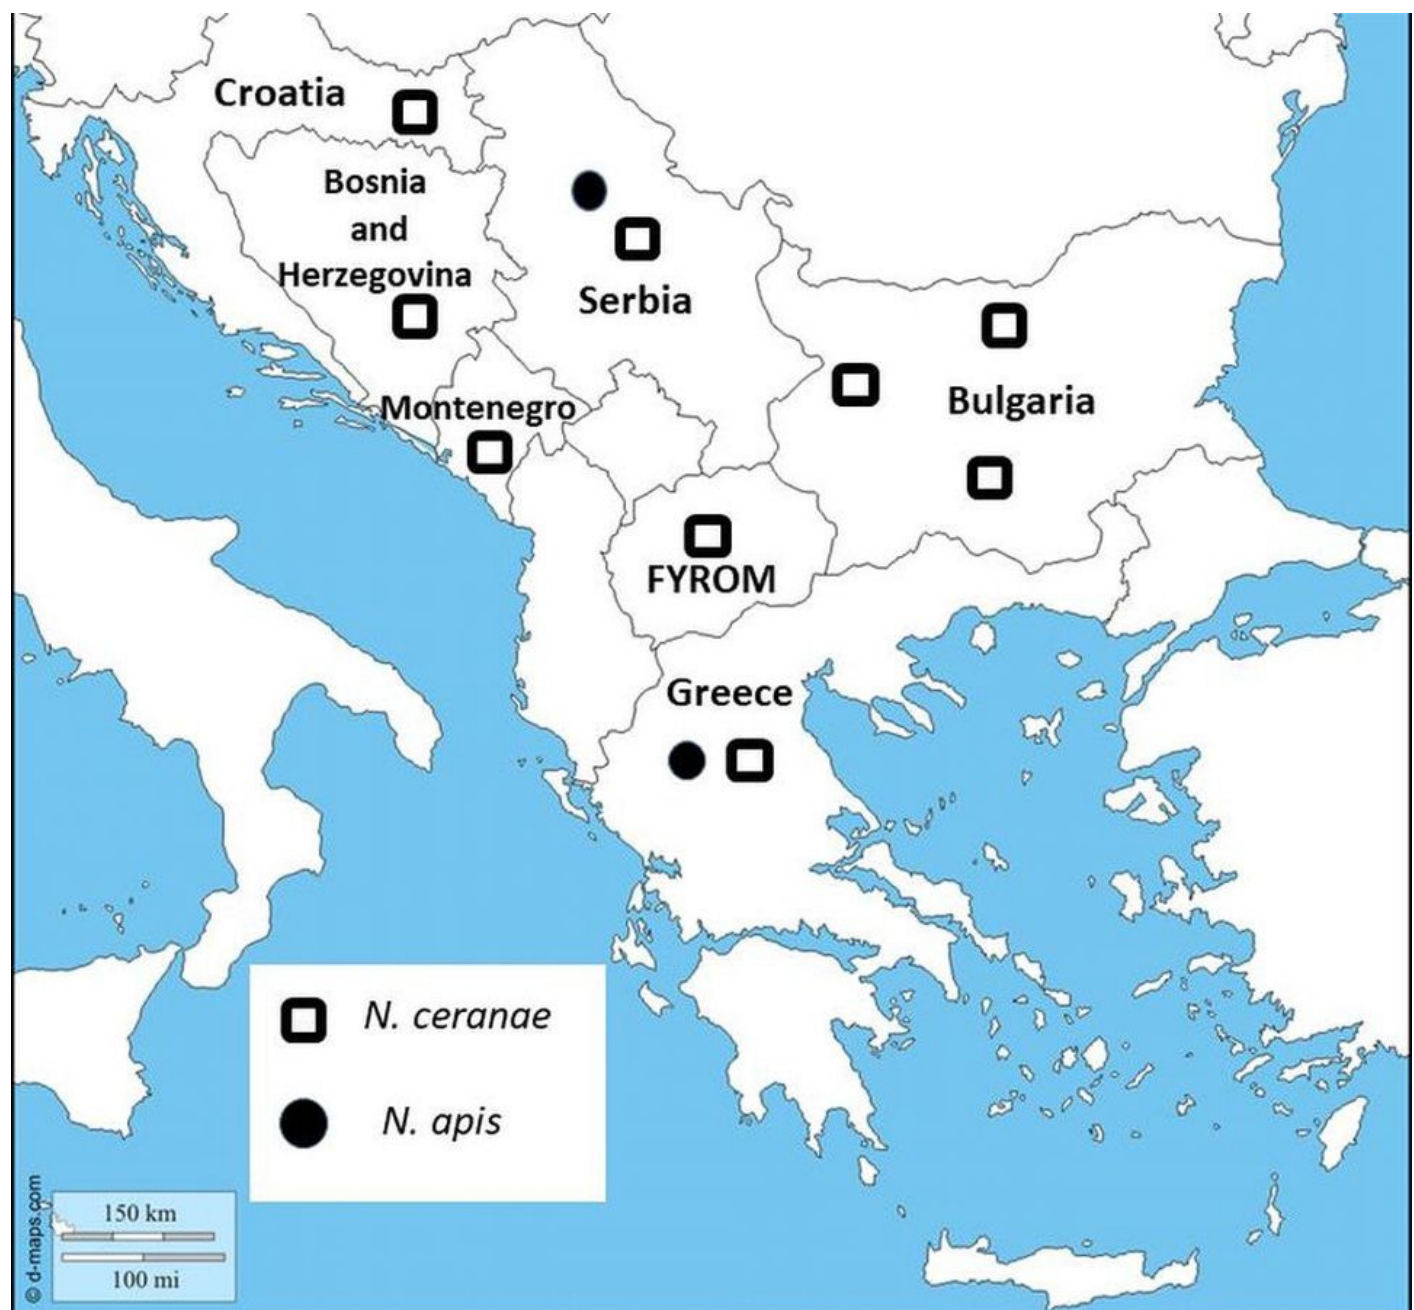 Croatia
Bosnia
and
Herzegovina
Serbia
Montenegro
Bulgaria
FYROM
Greece
N. ceranae
N. apis
150 km
100 mi
© d-maps.com